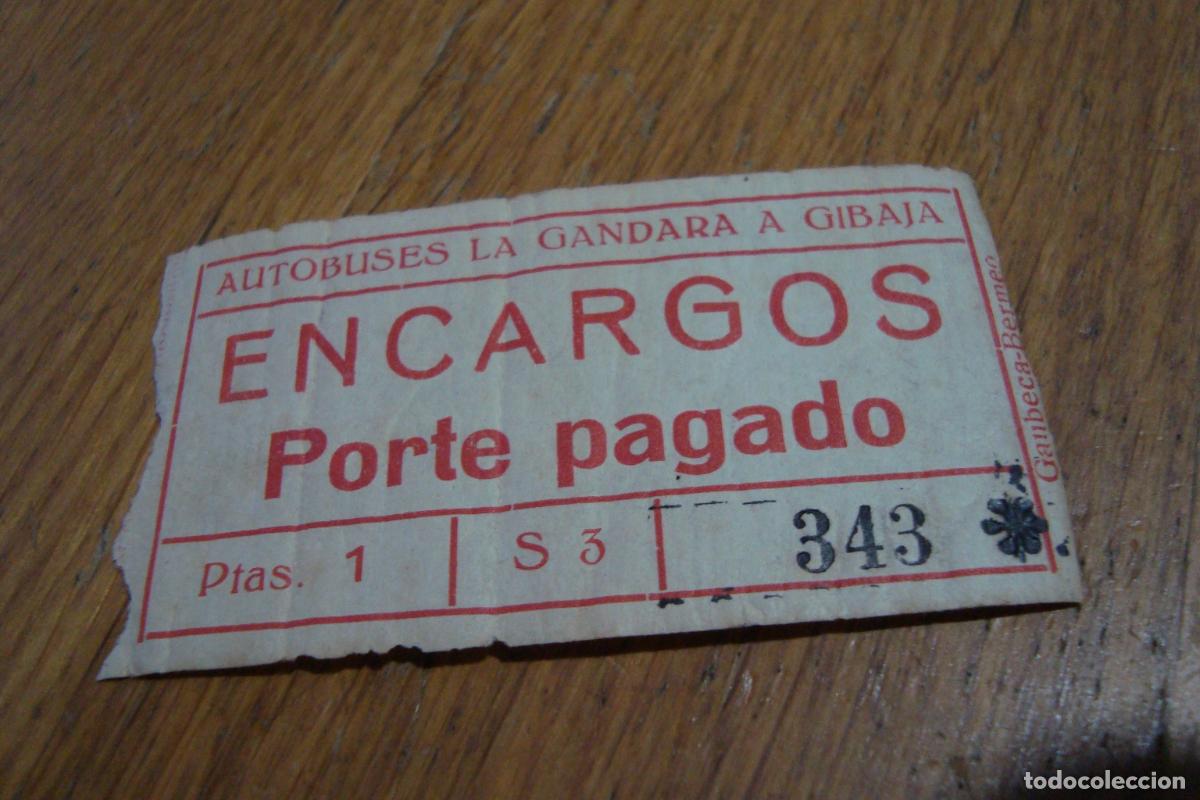 AUTOBUSES LA GANDARA A GIBAJA
ENCARGOS
Porte pagado
Ptas. 1
S 3
343
Gaubeca-Bermeo
todocoleccion